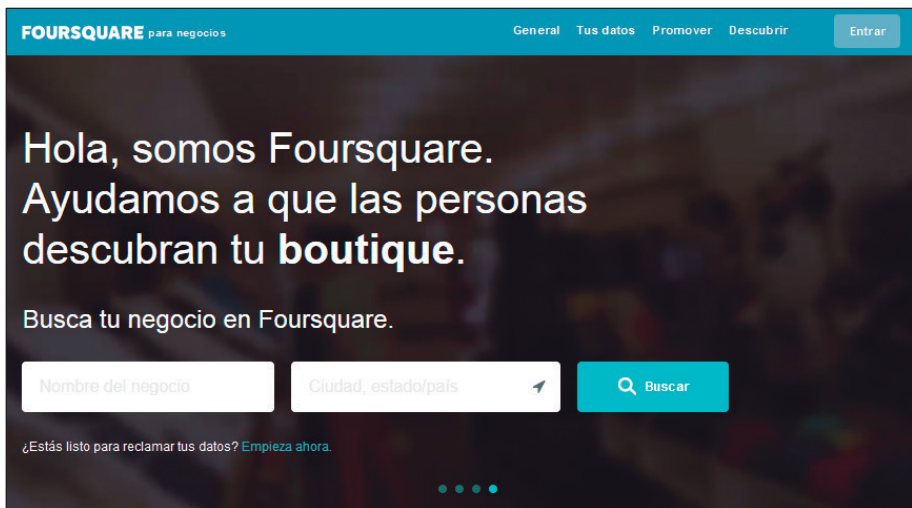 FOURSQUARE para negocios General Tus datos Promover Descubrir Entrar
Hola, somos Foursquare.
Ayudamos a que las personas
descubran tu boutique.
Busca tu negocio en Foursquare.
Nombre del negocio Ciudad, estado/país Buscar
¿Estás listo para reclamar tus datos? Empieza ahora.